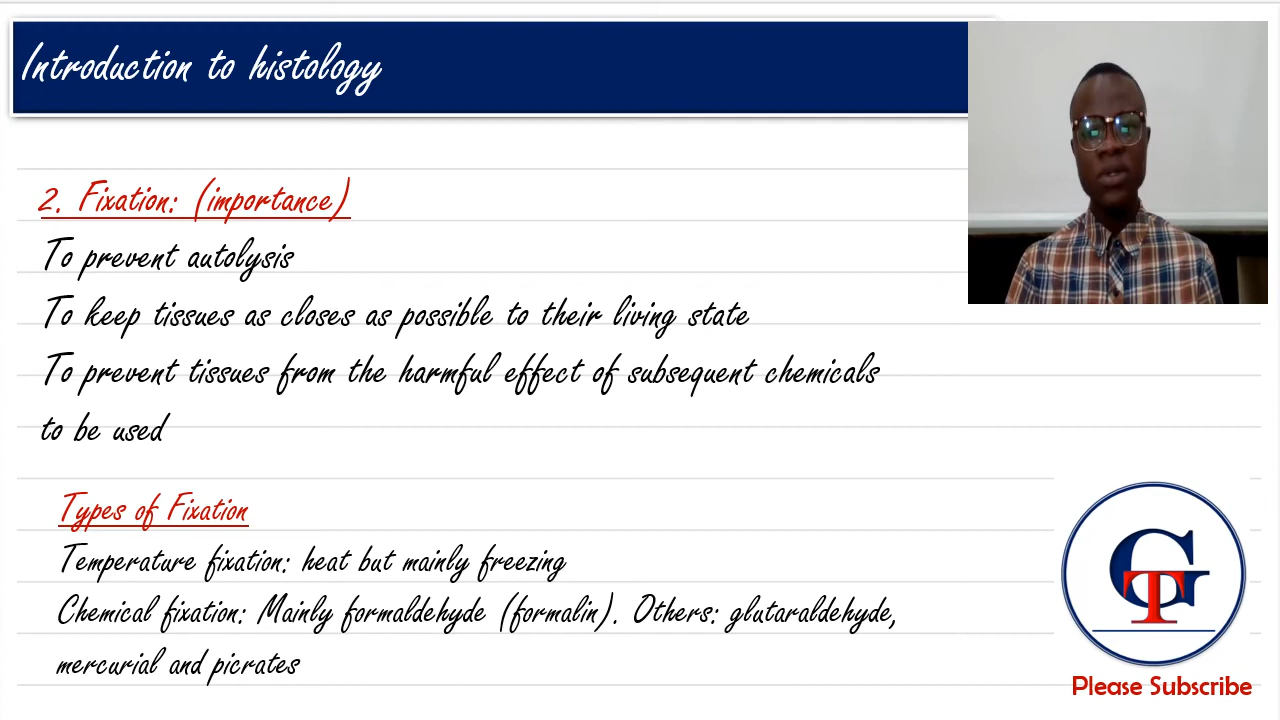 Introduction to histology
2. Fixation: (importance)
To prevent autolysis
To keep tissues as closes as possible to their living state
To prevent tissues from the harmful effect of subsequent chemicals
to be used
Types of Fixation
Temperature fixation: heat but mainly freezing
Chemical fixation: Mainly formaldehyde (formalin). Others: glutaraldehyde,
mercurial and picrates
GT
Please Subscribe